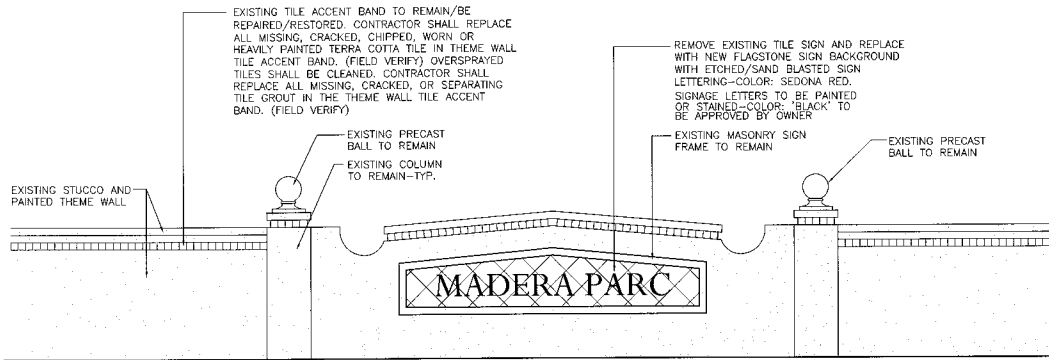 EXISTING TILE ACCENT BAND TO REMAIN/BE
REPAIRED/RESTORED. CONTRACTOR SHALL REPLACE
ALL MISSING, CRACKED, CHIPPED, WORN OR
HEAVILY PAINTED TERRA COTTA TILE IN THEME WALL
TILE ACCENT BAND. (FIELD VERIFY) OVERSPRAYED
TILES SHALL BE CLEANED. CONTRACTOR SHALL
REPLACE ALL MISSING, CRACKED, OR SEPARATING
TILE GROUT IN THE THEME WALL TILE ACCENT
BAND. (FIELD VERIFY)
REMOVE EXISTING TILE SIGN AND REPLACE
WITH NEW FLAGSTONE SIGN BACKGROUND
WITH ETCHED/SAND BLASTED SIGN
LETTERING-COLOR: SEDONA RED.
SIGNAGE LETTERS TO BE PAINTED
OR STAINED-COLOR: 'BLACK' TO
BE APPROVED BY OWNER
EXISTING PRECAST
BALL TO REMAIN
EXISTING MASONRY SIGN
FRAME TO REMAIN
EXISTING PRECAST
BALL TO REMAIN
EXISTING COLUMN
TO REMAIN-TYP.
EXISTING STUCCO AND
PAINTED THEME WALL
MADERA PARC